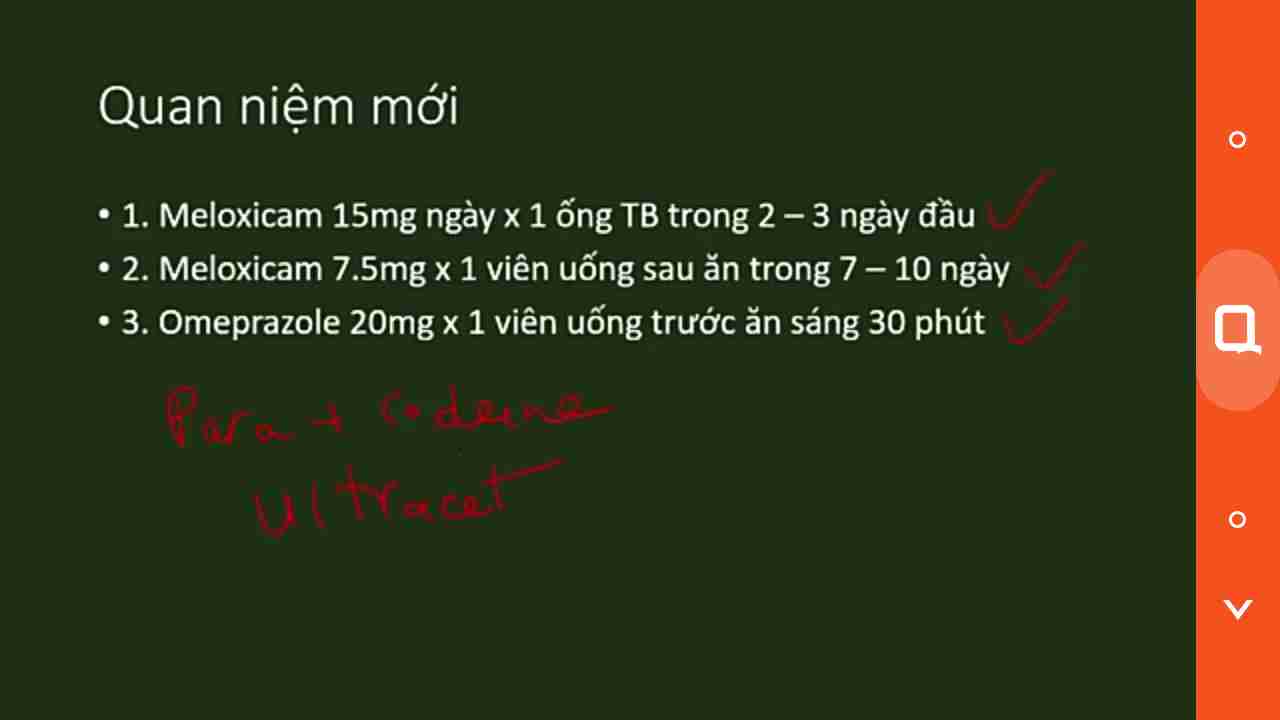 Quan niệm mới
• 1. Meloxicam 15mg ngày x 1 ống TB trong 2 – 3 ngày đầu
• 2. Meloxicam 7.5mg x 1 viên uống sau ăn trong 7 – 10 ngày
• 3. Omeprazole 20mg x 1 viên uống trước ăn sáng 30 phút
Para + codeine
Ultracet